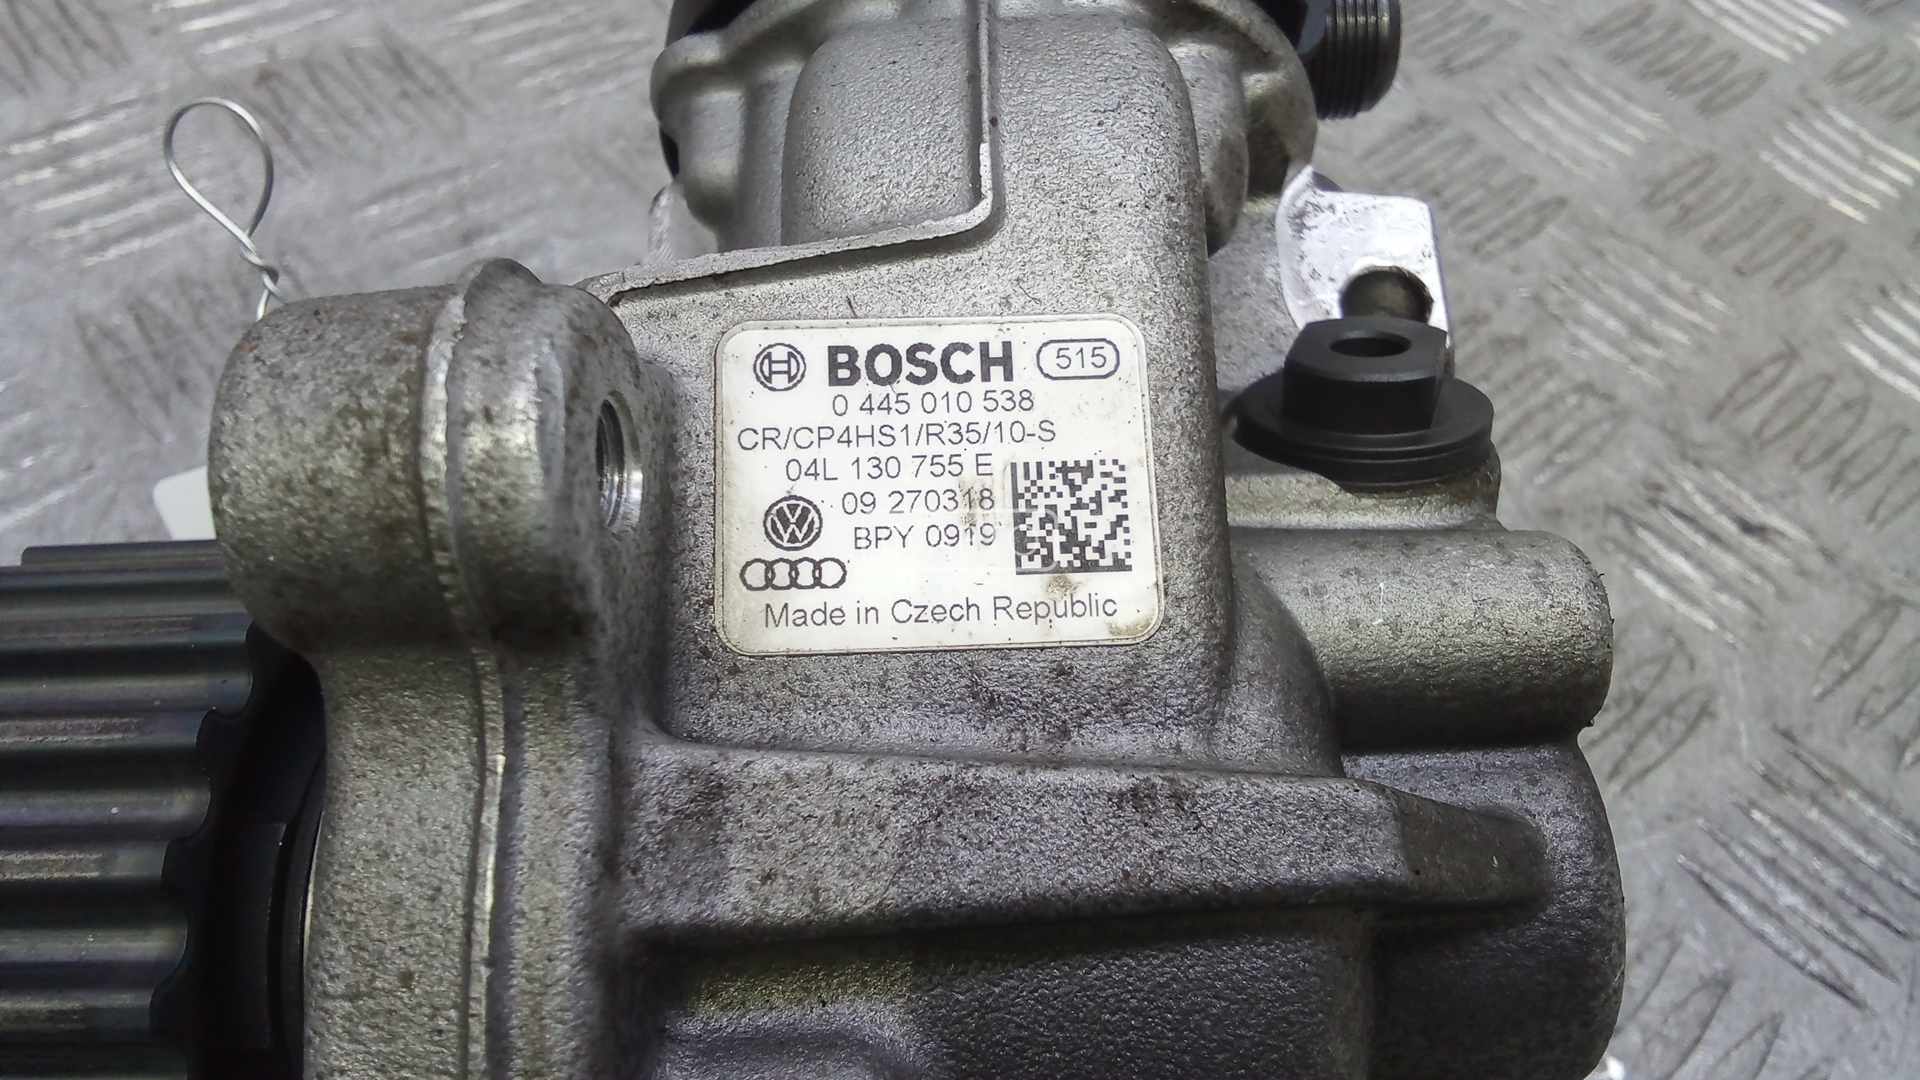 BOSCH 515
0 445 010 538
CR/CP4HS1/R35/10-S
04L 130 755 E
09 270318
BPY 0919
Made in Czech Republic